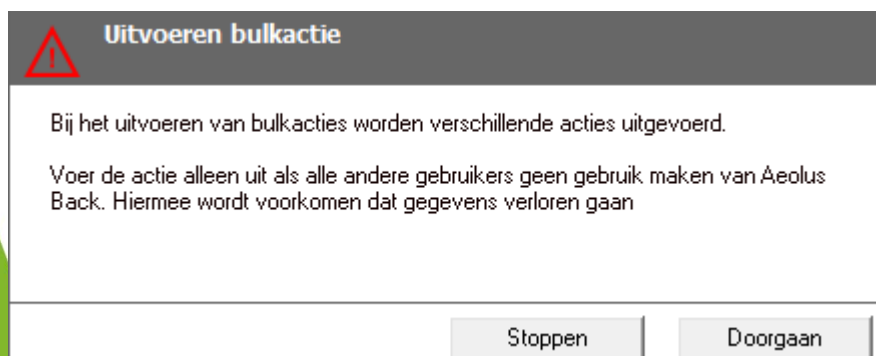 Uitvoeren bulkactie
Bij het uitvoeren van bulkacties worden verschillende acties uitgevoerd.
Voer de actie alleen uit als alle andere gebruikers geen gebruik maken van Aeolus
Back. Hiermee wordt voorkomen dat gegevens verloren gaan
Stoppen
Doorgaan